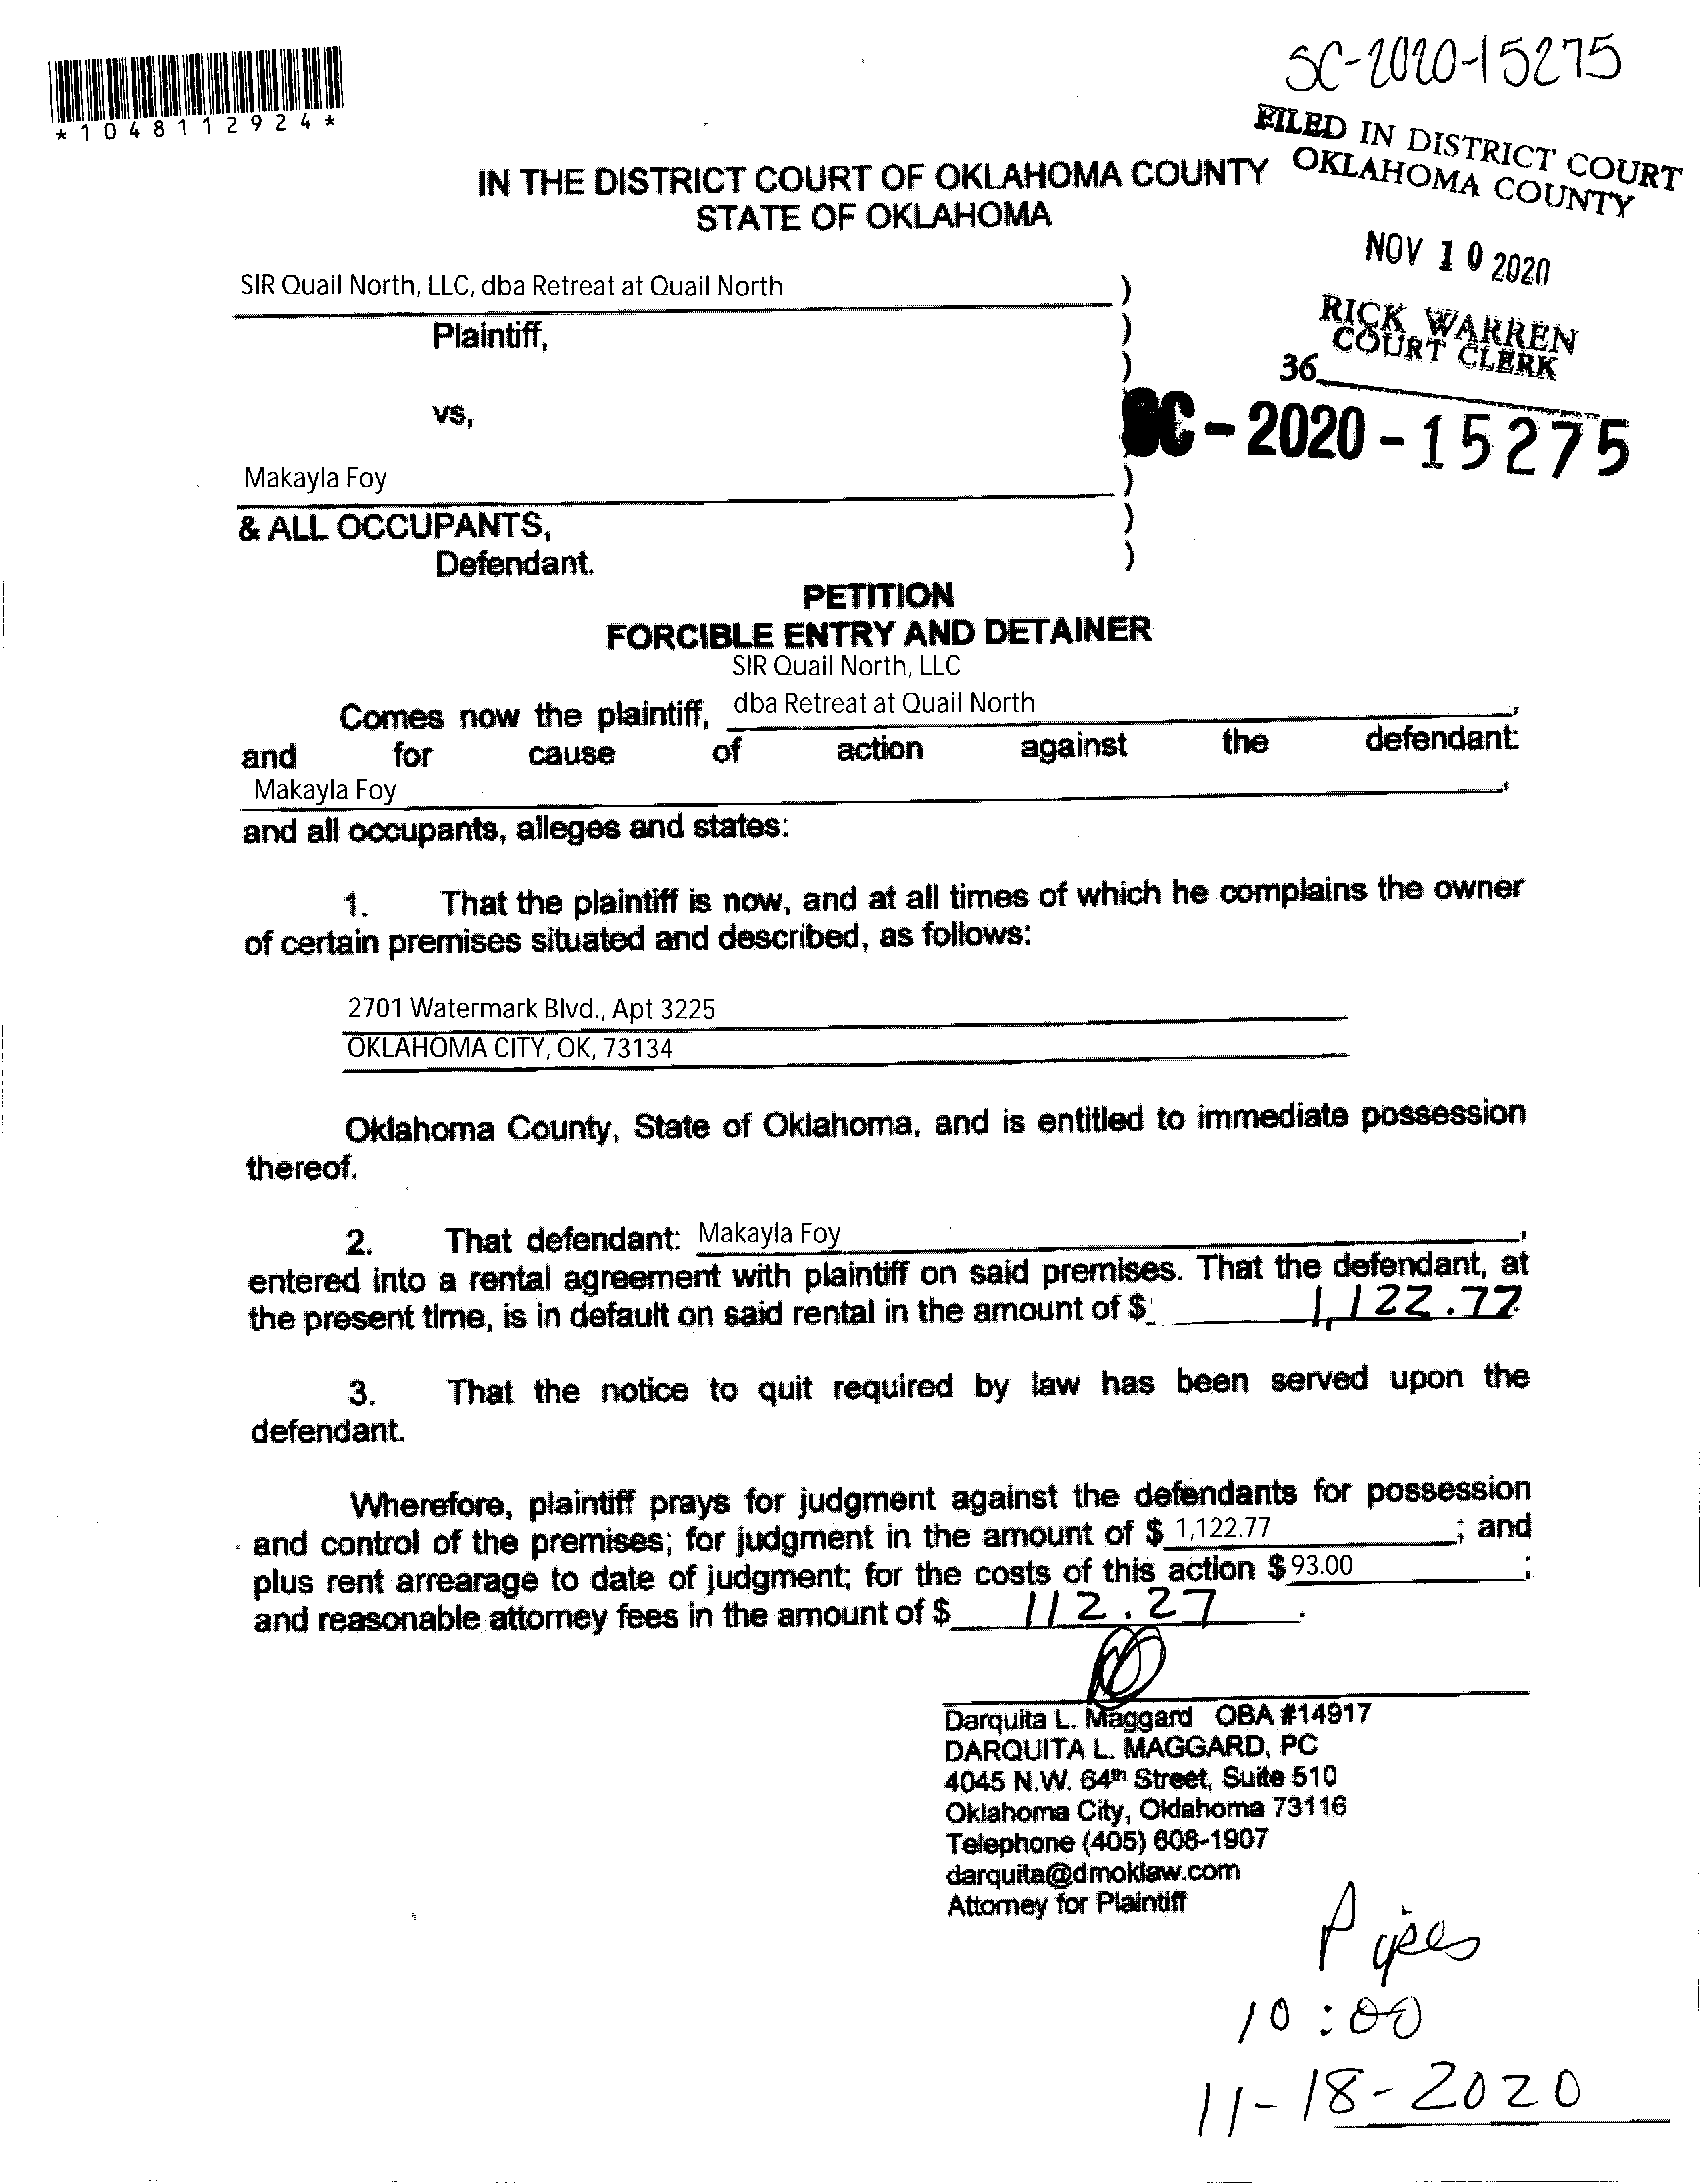 SC-2020-15275
*1048112924*
FILED IN DISTRICT COURT
OKLAHOMA COUNTY
IN THE DISTRICT COURT OF OKLAHOMA COUNTY
STATE OF OKLAHOMA
NOV 10 2020
SIR Quail North, LLC, dba Retreat at Quail North )
RICK WARREN
COURT CLERK
Plaintiff, )
)
36
vs,
SC-2020-15275
Makayla Foy )
& ALL OCCUPANTS, )
Defendant. )
PETITION
FORCIBLE ENTRY AND DETAINER
SIR Quail North, LLC
Comes now the plaintiff, dba Retreat at Quail North,
and for cause of action against the defendant:
Makayla Foy,
and all occupants, alleges and states:
1. That the plaintiff is now, and at all times of which he complains the owner
of certain premises situated and described, as follows:
2701 Watermark Blvd., Apt 3225
OKLAHOMA CITY, OK, 73134
Oklahoma County, State of Oklahoma, and is entitled to immediate possession
thereof.
2. That defendant: Makayla Foy,
entered into a rental agreement with plaintiff on said premises. That the defendant, at
the present time, is in default on said rental in the amount of $ 1,122.77.
3. That the notice to quit required by law has been served upon the
defendant.
Wherefore, plaintiff prays for judgment against the defendants for possession
and control of the premises; for judgment in the amount of $ 1,122.77; and
plus rent arrearage to date of judgment; for the costs of this action $ 93.00;
and reasonable attorney fees in the amount of $ 112.27.
Darquita L. Maggard OBA #14917
DARQUITA L. MAGGARD, PC
4045 N.W. 64th Street, Suite 510
Oklahoma City, Oklahoma 73116
Telephone (405) 608-1907
darquita@dmoklaw.com
Attorney for Plaintiff
10:00
11-18-2020